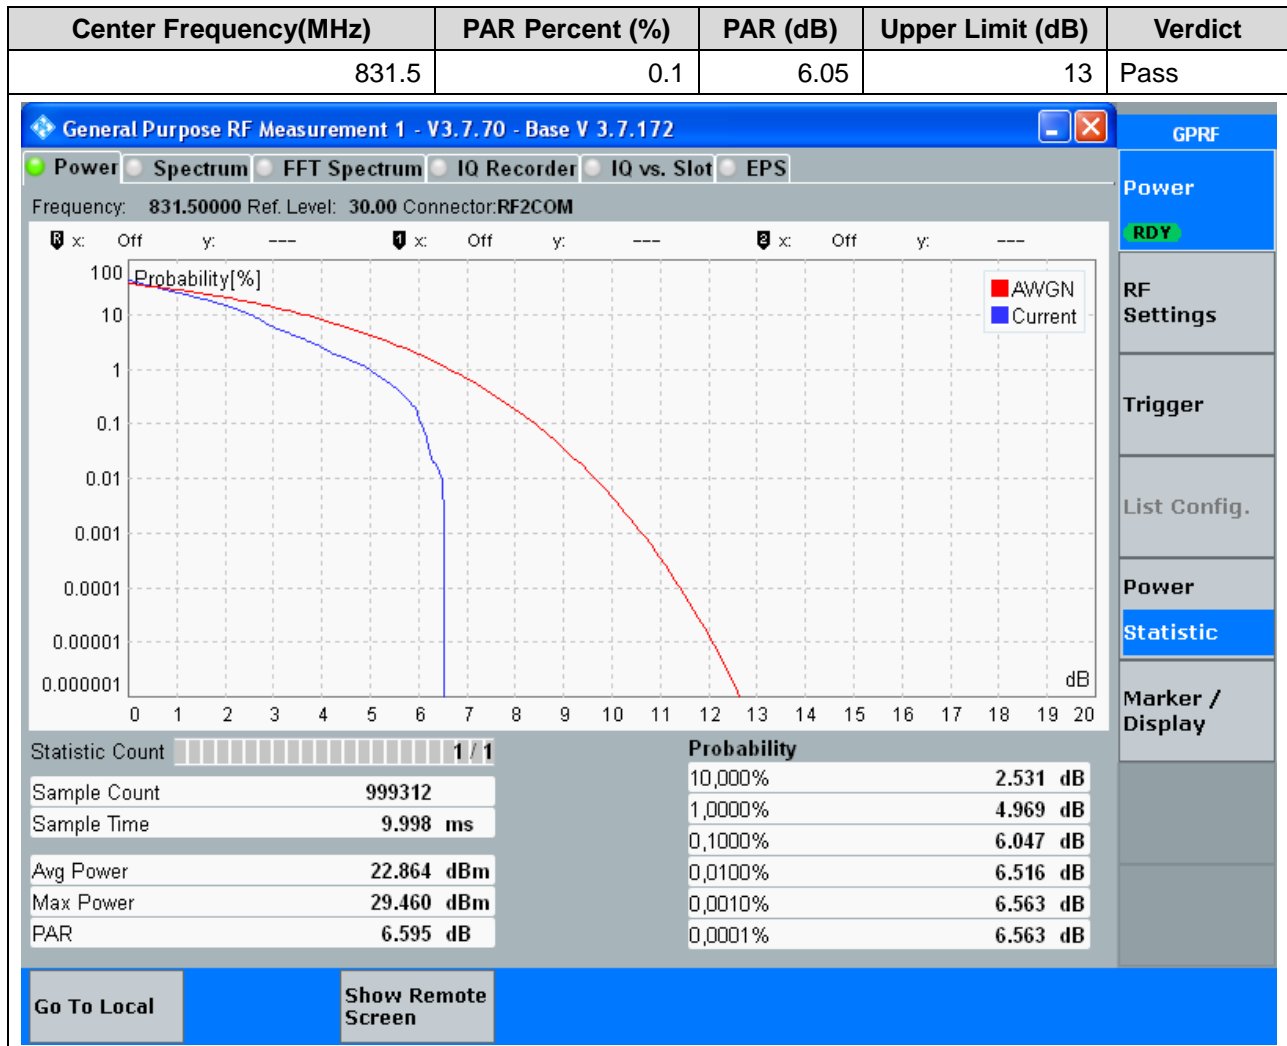 Center Frequency(MHz) PAR Percent (%) PAR (dB) Upper Limit (dB) Verdict
831.5 0.1 6.05 13 Pass
General Purpose RF Measurement 1 - V3.7.70 - Base V 3.7.172
GPRF
Power Spectrum FFT Spectrum IQ Recorder IQ vs. Slot EPS
Frequency: 831.50000 Ref. Level: 30.00 Connector:RF2COM
R x: Off y: --- 1 x: Off y: --- 2 x: Off y: ---
Probability[%]
AWGN
Current
100
10
1
0.1
0.01
0.001
0.0001
0.00001
0.000001
dB
0 1 2 3 4 5 6 7 8 9 10 11 12 13 14 15 16 17 18 19 20
Statistic Count 1 / 1
Sample Count 999312
Sample Time 9.998 ms
Avg Power 22.864 dBm
Max Power 29.460 dBm
PAR 6.595 dB
Probability
10,000% 2.531 dB
1,0000% 4.969 dB
0,1000% 6.047 dB
0,0100% 6.516 dB
0,0010% 6.563 dB
0,0001% 6.563 dB
Power
RDY
RF
Settings
Trigger
List Config.
Power
Statistic
Marker /
Display
Go To Local
Show Remote
Screen